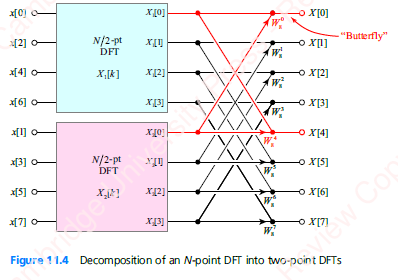 x[0] N/2-pt DFT X₁[k] X₁[0] W₈⁰ X[0] "Butterfly"
x[2] X₁[1] W₈¹ X[1]
x[4] X₁[2] W₈² X[2]
x[6] X₁[3] W₈³ X[3]
x[1] N/2-pt DFT X₂[k] X₂[0] W₈⁴ X[4]
x[3] X₂[1] W₈⁵ X[5]
x[5] X₂[2] W₈⁶ X[6]
x[7] X₂[3] W₈⁷ X[7]
Figure 11.4 Decomposition of an N-point DFT into two-point DFTs